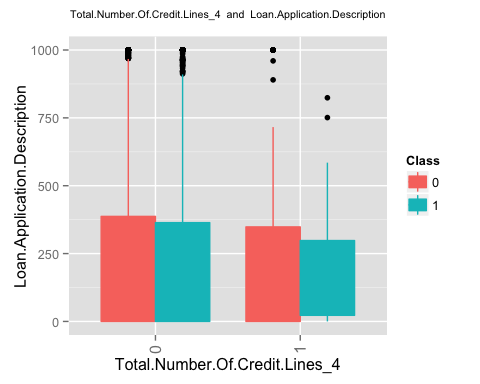 Total.Number.Of.Credit.Lines_4 and Loan.Application.Description
1000
750
500
250
0
Loan.Application.Description
0
1
Total.Number.Of.Credit.Lines_4
Class
0
1